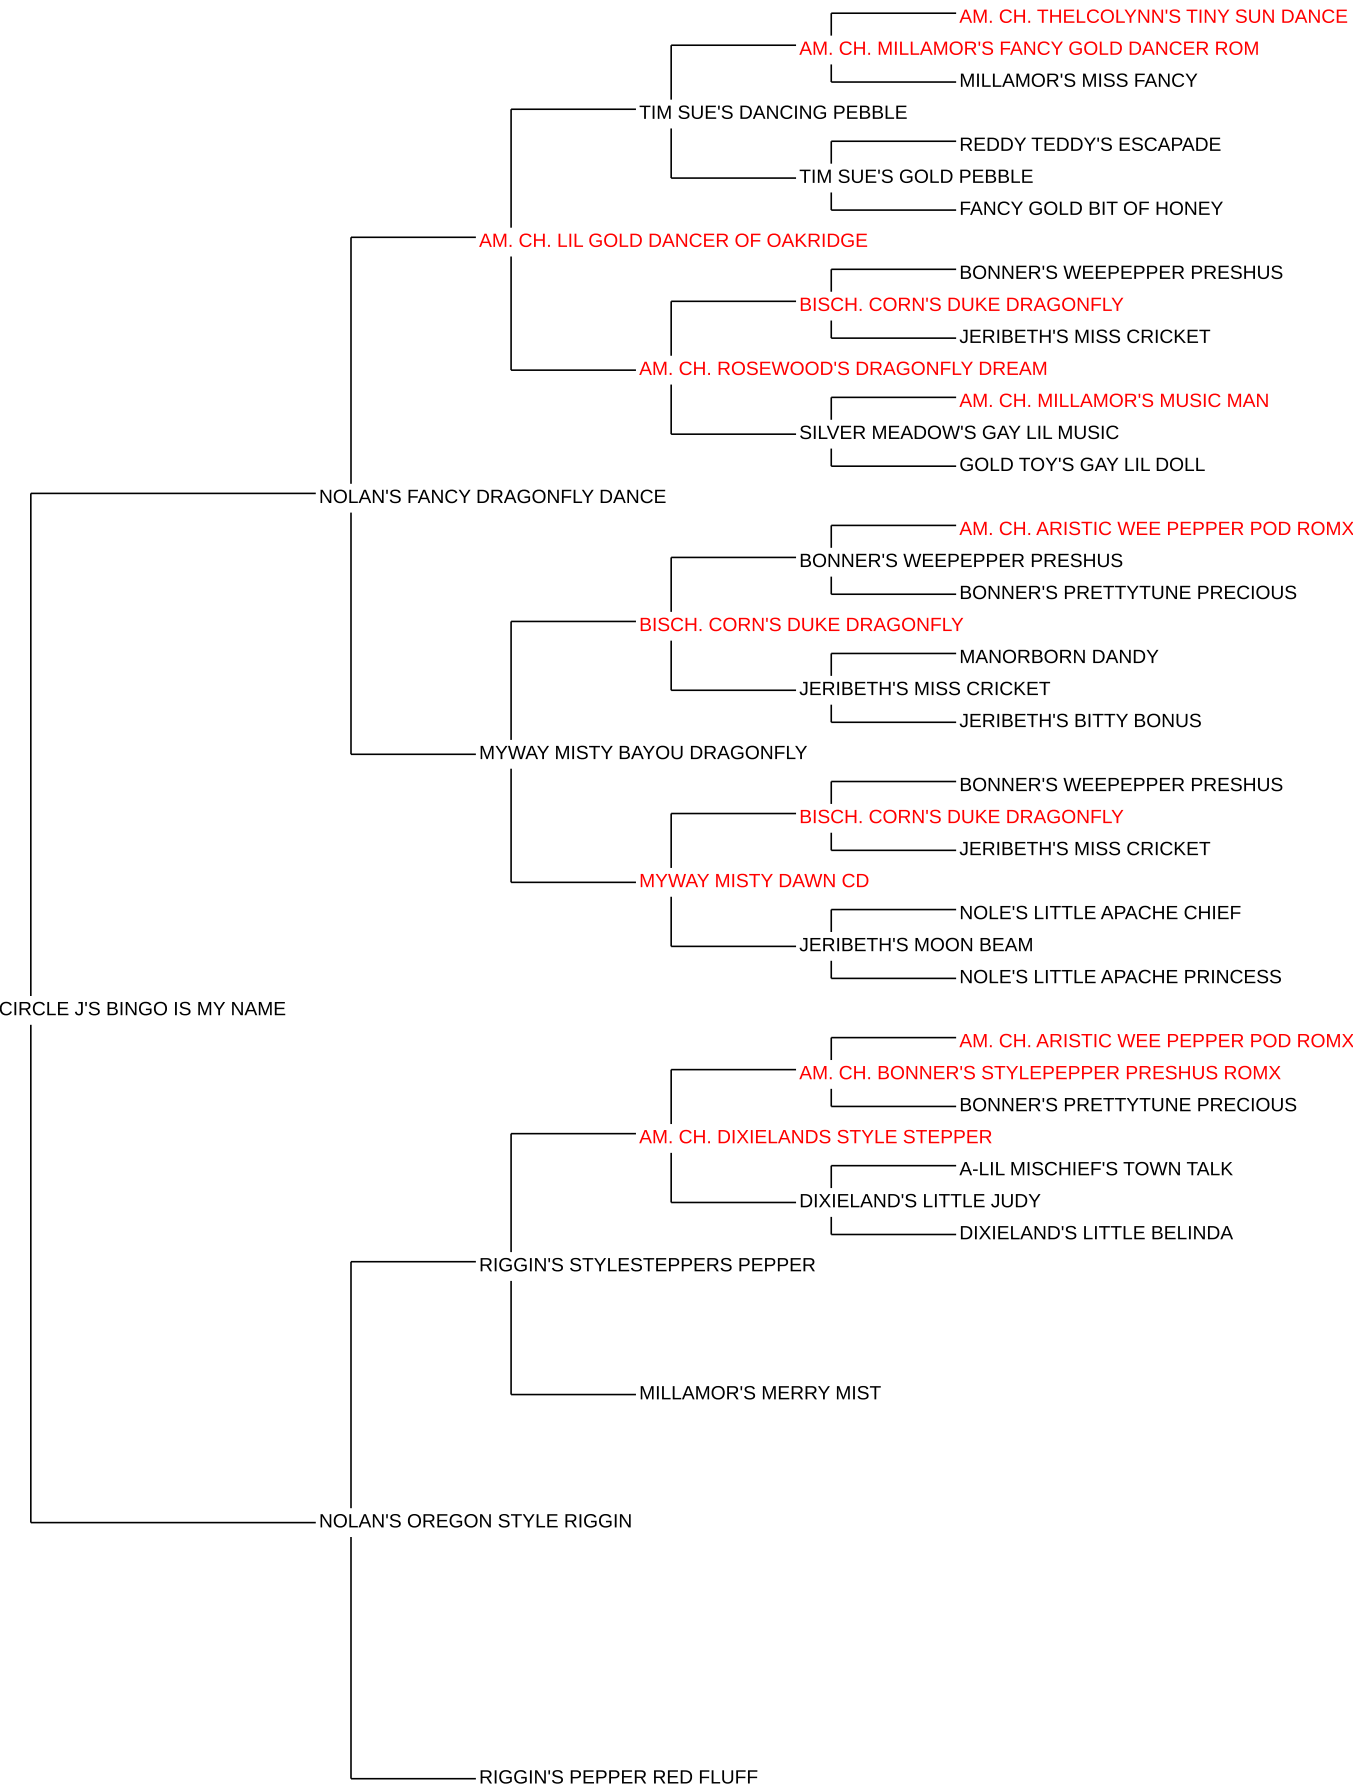 AM. CH. THELCOLYNN'S TINY SUN DANCE
AM. CH. MILLAMOR'S FANCY GOLD DANCER ROM
MILLAMOR'S MISS FANCY
TIM SUE'S DANCING PEBBLE
REDDY TEDDY'S ESCAPADE
TIM SUE'S GOLD PEBBLE
FANCY GOLD BIT OF HONEY
AM. CH. LIL GOLD DANCER OF OAKRIDGE
BONNER'S WEEPEPPER PRESHUS
BISCH. CORN'S DUKE DRAGONFLY
JERIBETH'S MISS CRICKET
AM. CH. ROSEWOOD'S DRAGONFLY DREAM
AM. CH. MILLAMOR'S MUSIC MAN
SILVER MEADOW'S GAY LIL MUSIC
GOLD TOY'S GAY LIL DOLL
NOLAN'S FANCY DRAGONFLY DANCE
AM. CH. ARISTIC WEE PEPPER POD ROMX
BONNER'S WEEPEPPER PRESHUS
BONNER'S PRETTYTUNE PRECIOUS
BISCH. CORN'S DUKE DRAGONFLY
MANORBORN DANDY
JERIBETH'S MISS CRICKET
JERIBETH'S BITTY BONUS
MYWAY MISTY BAYOU DRAGONFLY
BONNER'S WEEPEPPER PRESHUS
BISCH. CORN'S DUKE DRAGONFLY
JERIBETH'S MISS CRICKET
MYWAY MISTY DAWN CD
NOLE'S LITTLE APACHE CHIEF
JERIBETH'S MOON BEAM
NOLE'S LITTLE APACHE PRINCESS
CIRCLE J'S BINGO IS MY NAME
AM. CH. ARISTIC WEE PEPPER POD ROMX
AM. CH. BONNER'S STYLEPEPPER PRESHUS ROMX
BONNER'S PRETTYTUNE PRECIOUS
AM. CH. DIXIELANDS STYLE STEPPER
A-LIL MISCHIEF'S TOWN TALK
DIXIELAND'S LITTLE JUDY
DIXIELAND'S LITTLE BELINDA
RIGGIN'S STYLESTEPPERS PEPPER
MILLAMOR'S MERRY MIST
NOLAN'S OREGON STYLE RIGGIN
RIGGIN'S PEPPER RED FLUFF